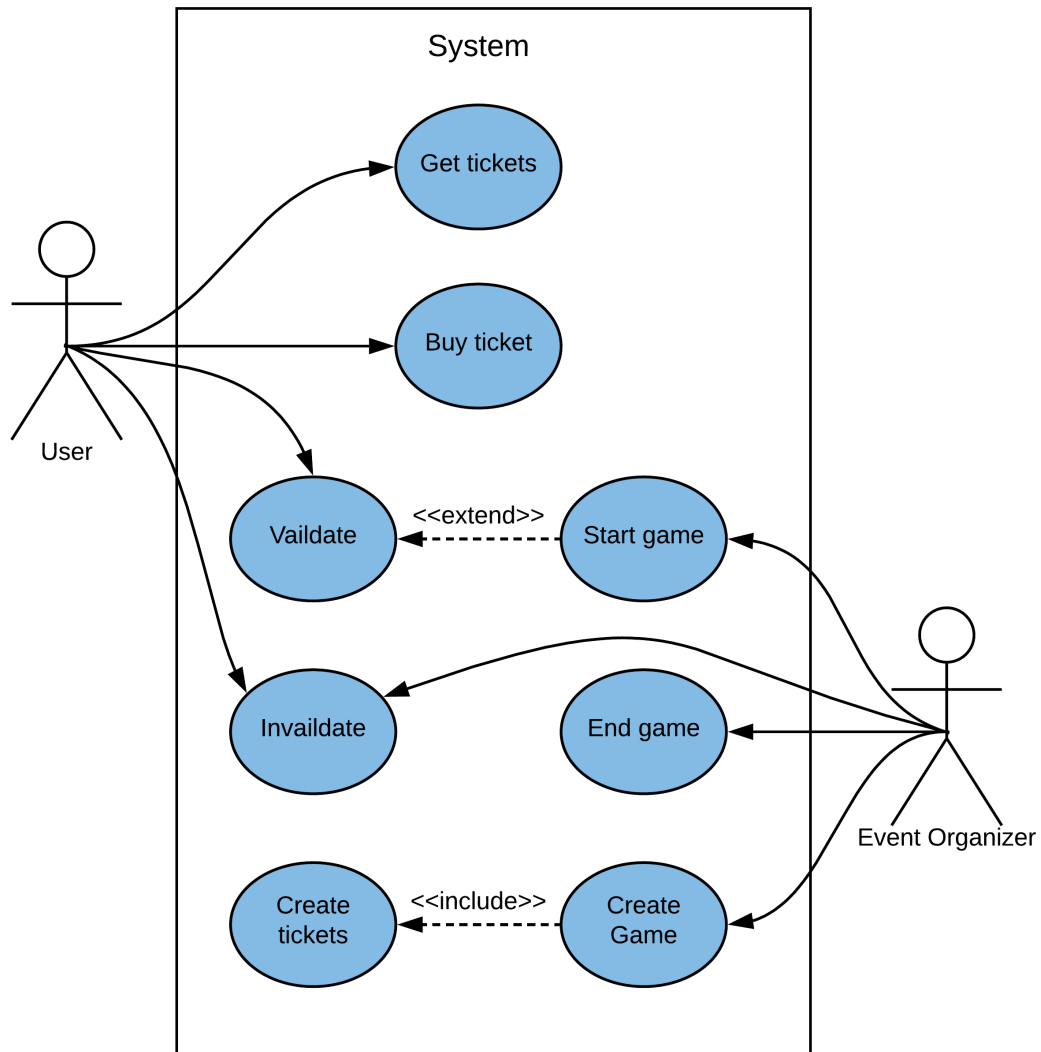 System
Get tickets
Buy ticket
User
<<extend>>
Vaildate
Start game
Invaildate
End game
Event Organizer
<<include>>
Create
tickets
Create
Game